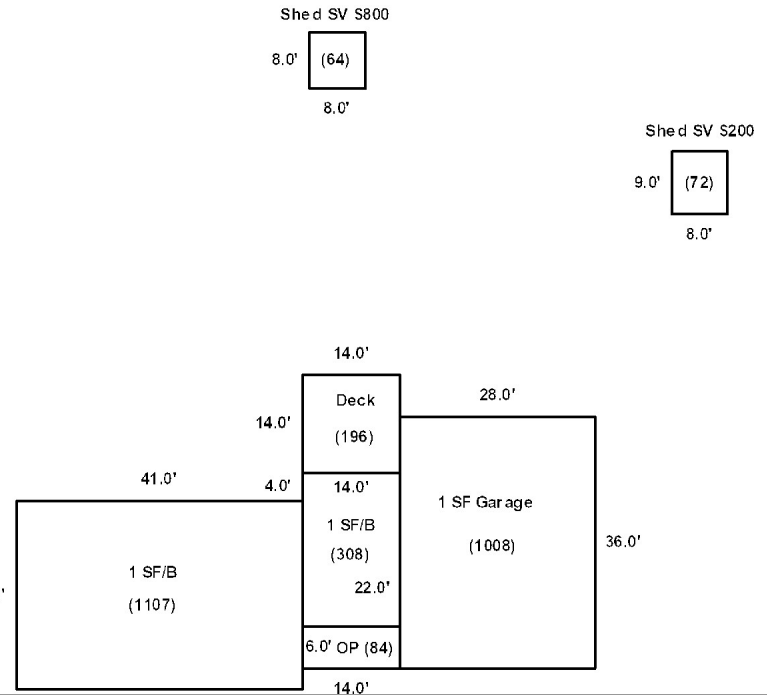 Shed SV S800
8.0'
(64)
8.0'
Shed SV S200
9.0'
(72)
8.0'
14.0'
28.0'
Deck
14.0'
(196)
41.0'
4.0'
14.0'
1 SF Garage
1 SF/B
(308)
(1008)
36.0'
1 SF/B
22.0'
(1107)
6.0' OP (84)
14.0'